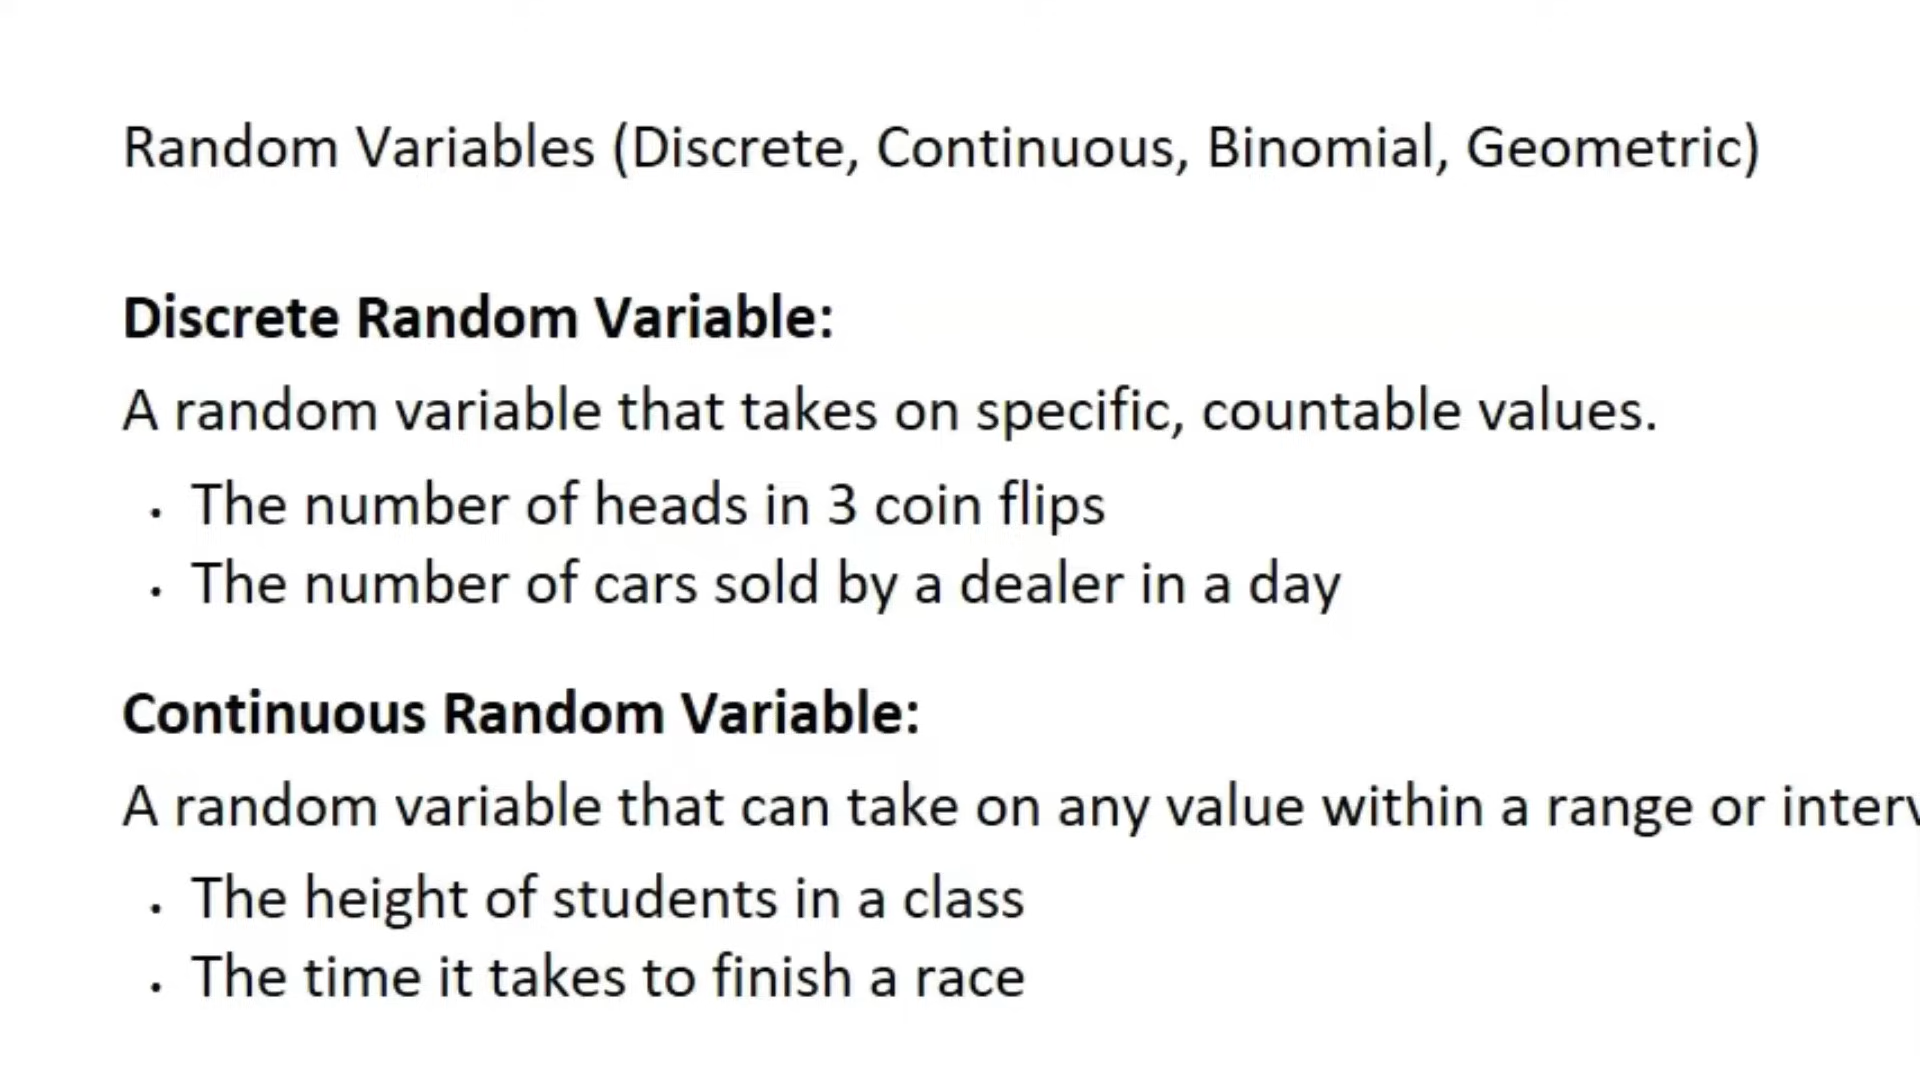 Random Variables (Discrete, Continuous, Binomial, Geometric)
Discrete Random Variable:
A random variable that takes on specific, countable values.
• The number of heads in 3 coin flips
• The number of cars sold by a dealer in a day
Continuous Random Variable:
A random variable that can take on any value within a range or interv
• The height of students in a class
• The time it takes to finish a race